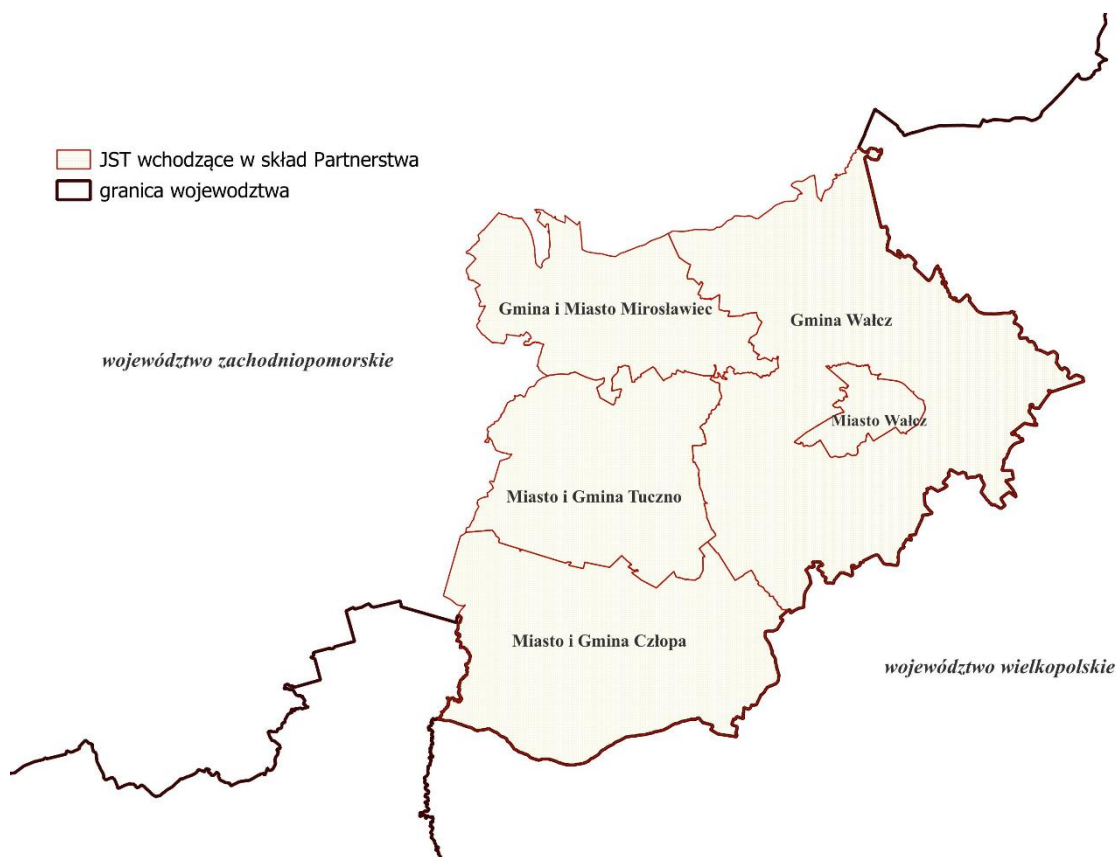 JST wchodzące w skład Partnerstwa
granica wojewodztwa
Gmina i Miasto Mirosławiec
Gmina Wałcz
województwo zachodniopomorskie
Miasto Wałcz
Miasto i Gmina Tuczno
Miasto i Gmina Człopa
województwo wielkopolskie